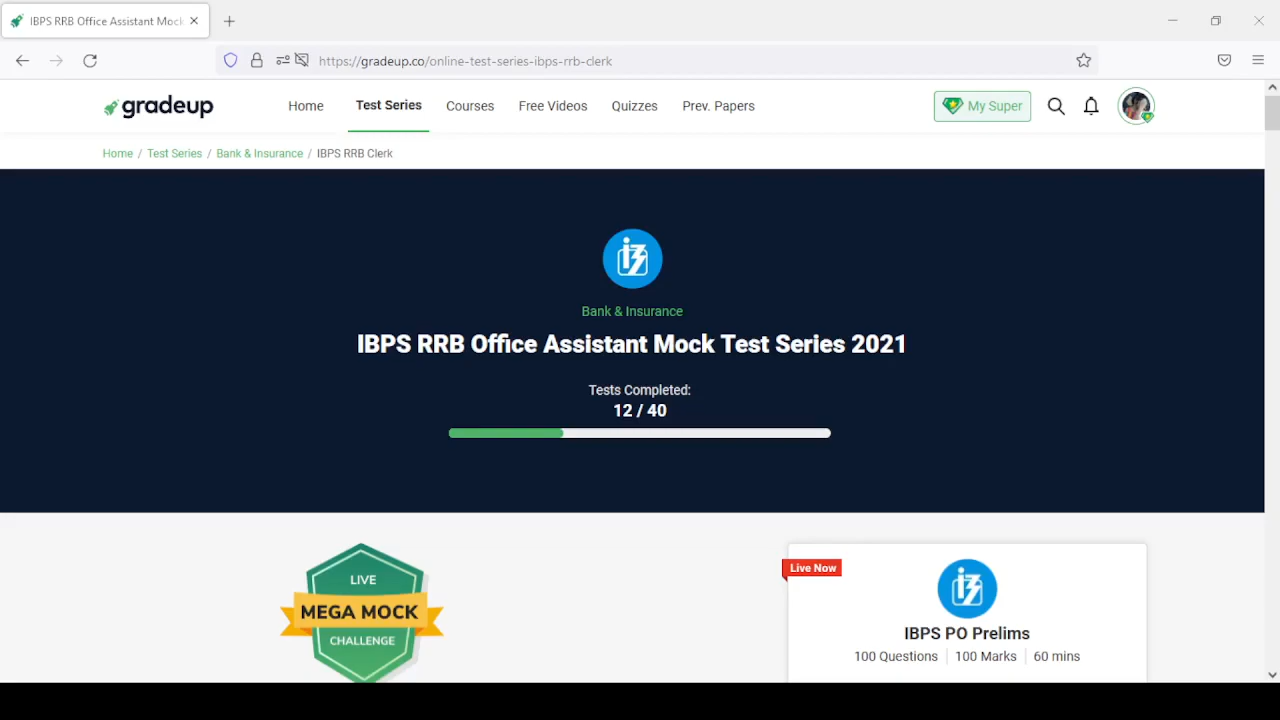 IBPS RRB Office Assistant Mock
https://gradeup.co/online-test-series-ibps-rrb-clerk
gradeup Home Test Series Courses Free Videos Quizzes Prev. Papers My Super
Home / Test Series / Bank & Insurance / IBPS RRB Clerk
Bank & Insurance
IBPS RRB Office Assistant Mock Test Series 2021
Tests Completed:
12 / 40
LIVE
MEGA MOCK
CHALLENGE
Live Now
IBPS PO Prelims
100 Questions 100 Marks 60 mins